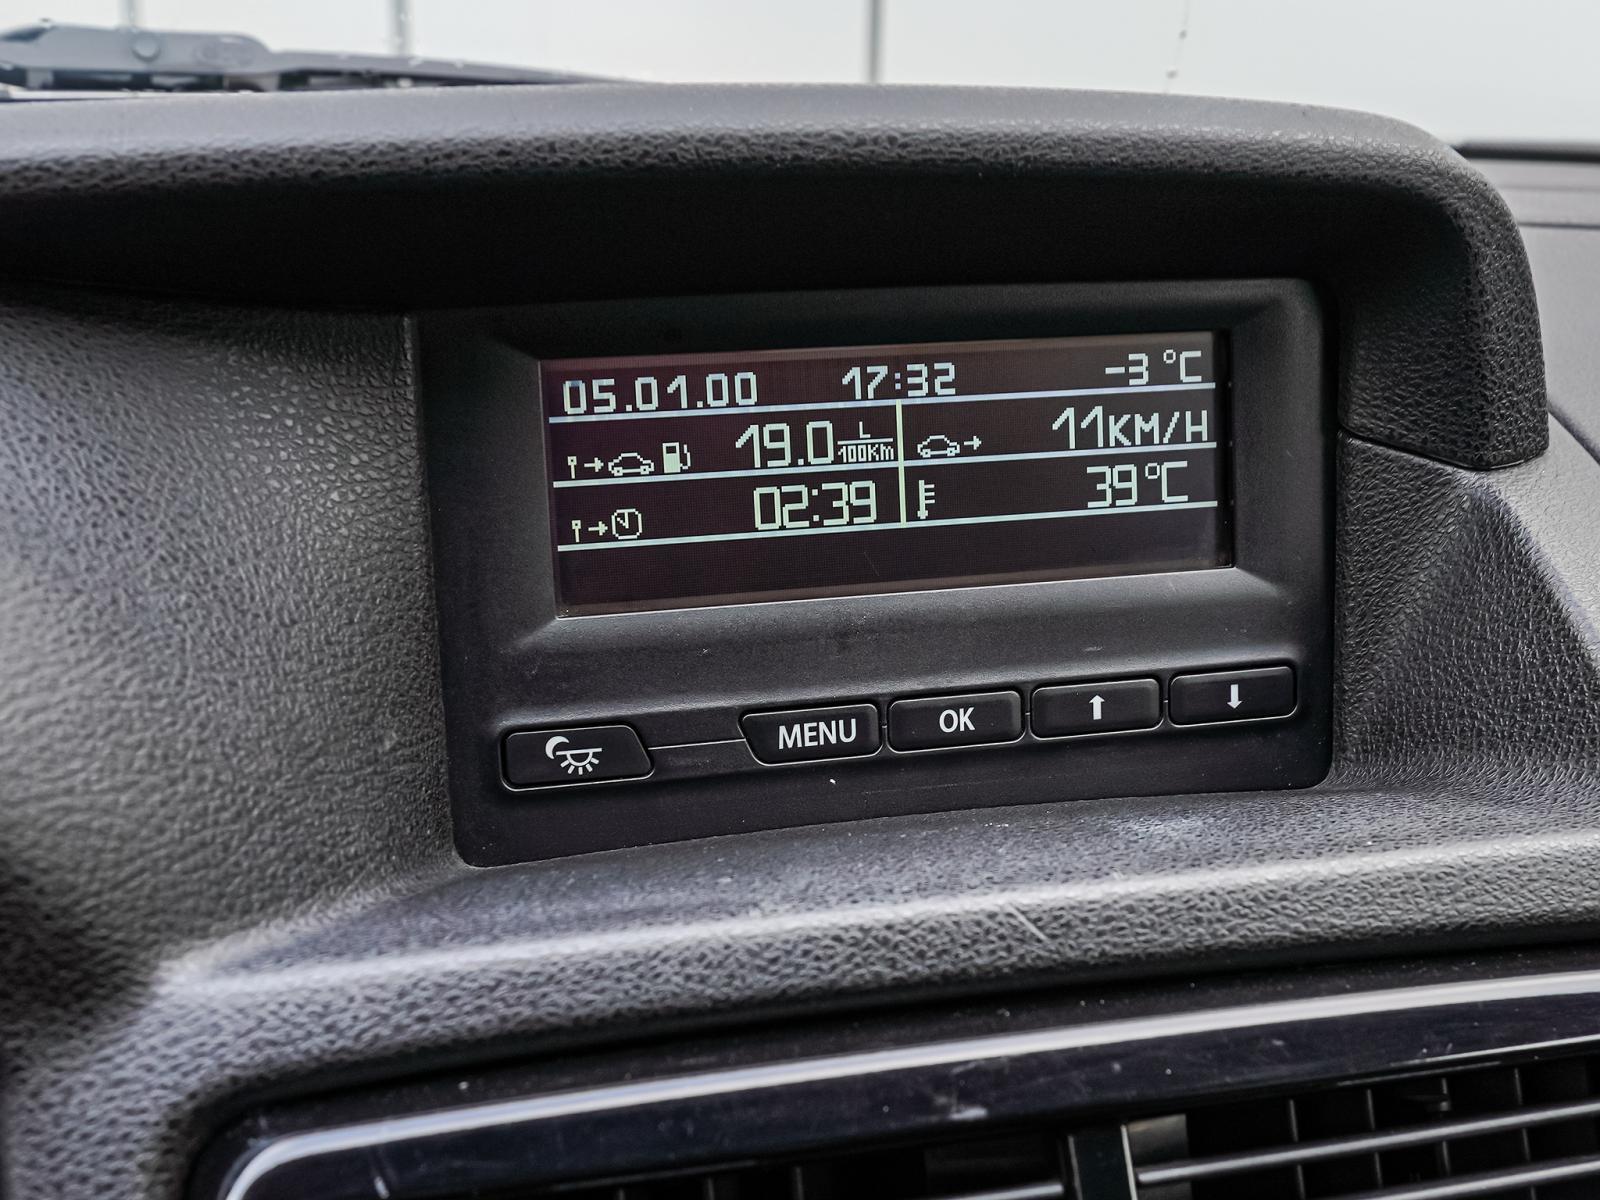 05.01.00 17:32 -3 °C
19.0 L/100Km 11KM/H
02:39 39°C
MENU OK ↑ ↓